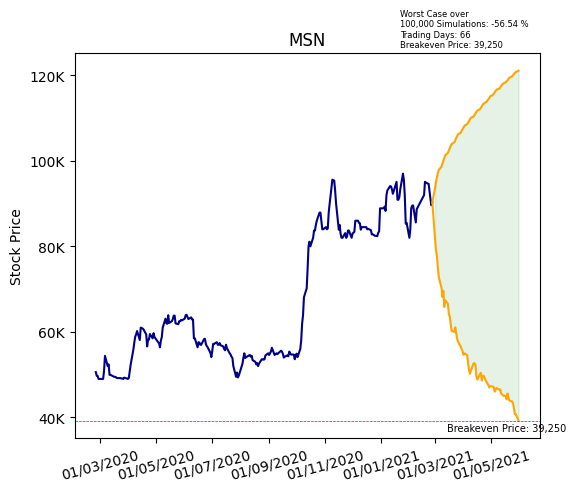 Worst Case over
100,000 Simulations: -56.54 %
Trading Days: 66
Breakeven Price: 39,250
MSN
Stock Price
120K
100K
80K
60K
40K
Breakeven Price: 39,250
01/03/2020
01/05/2020
01/07/2020
01/09/2020
01/11/2020
01/01/2021
01/03/2021
01/05/2021